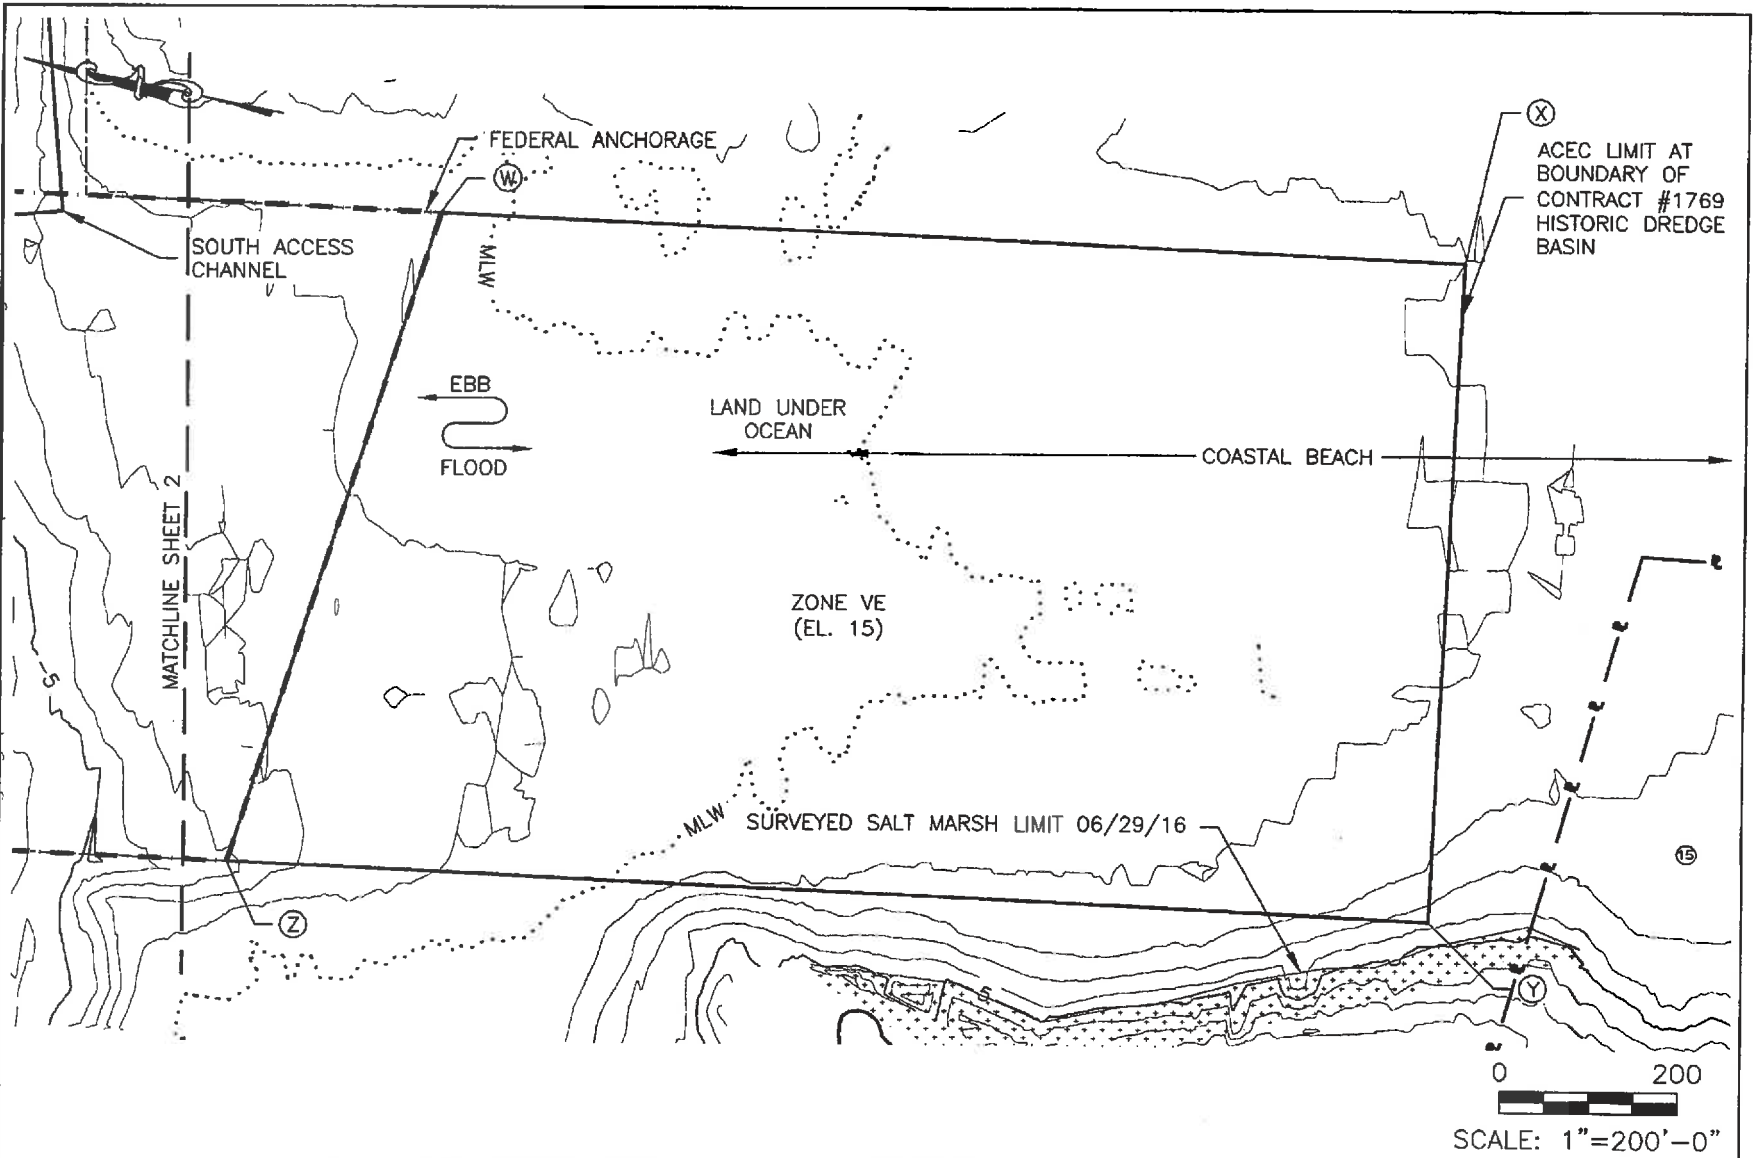 FEDERAL ANCHORAGE
W
X
ACEC LIMIT AT
BOUNDARY OF
CONTRACT #1769
HISTORIC DREDGE
BASIN
SOUTH ACCESS
CHANNEL
MLW
EBB
FLOOD
LAND UNDER
OCEAN
COASTAL BEACH
MATCHLINE SHEET 2
ZONE VE
(EL. 15)
-5
MLW
SURVEYED SALT MARSH LIMIT 06/29/16
15
Z
5
Y
0 200
SCALE: 1"=200'-0"